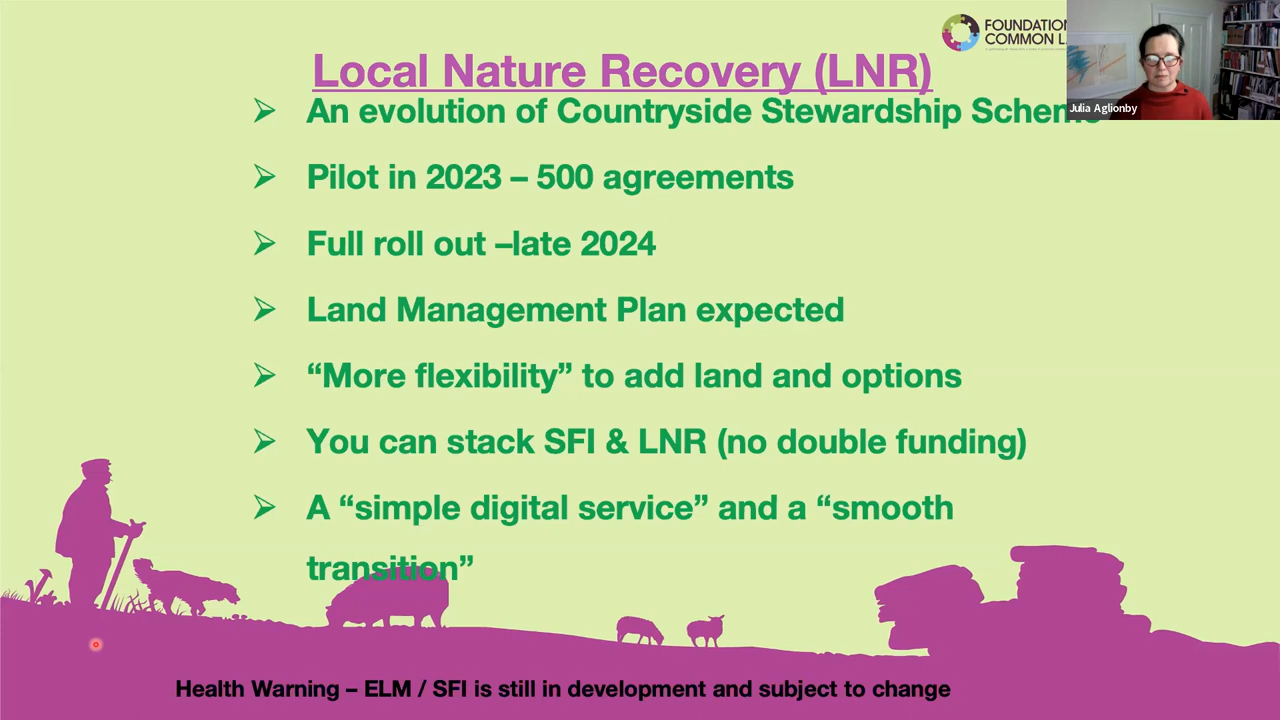 FOUNDATION
COMMON L
Julia Aglionby
Local Nature Recovery (LNR)
An evolution of Countryside Stewardship Scheme
Pilot in 2023 – 500 agreements
Full roll out –late 2024
Land Management Plan expected
“More flexibility” to add land and options
You can stack SFI & LNR (no double funding)
A “simple digital service” and a “smooth
transition”
Health Warning – ELM / SFI is still in development and subject to change